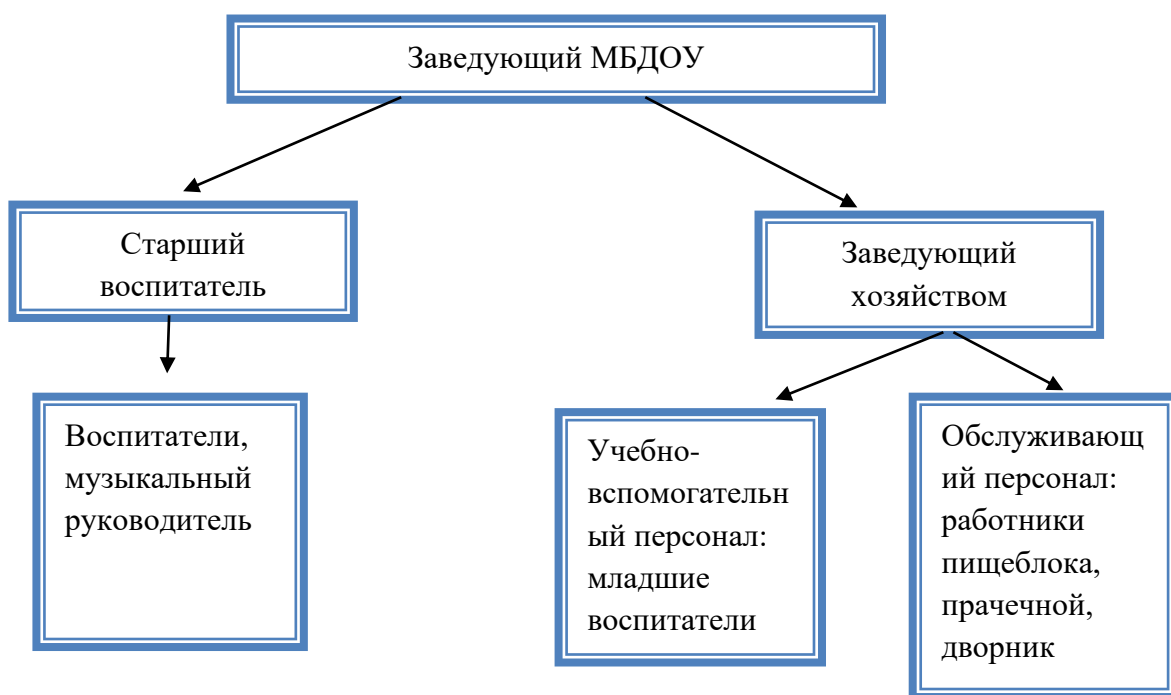 Заведующий МБДОУ
Старший
воспитатель
Заведующий
хозяйством
Воспитатели,
музыкальный
руководитель
Учебно-
вспомогательн
ый персонал:
младшие
воспитатели
Обслуживающ
ий персонал:
работники
пищеблока,
прачечной,
дворник